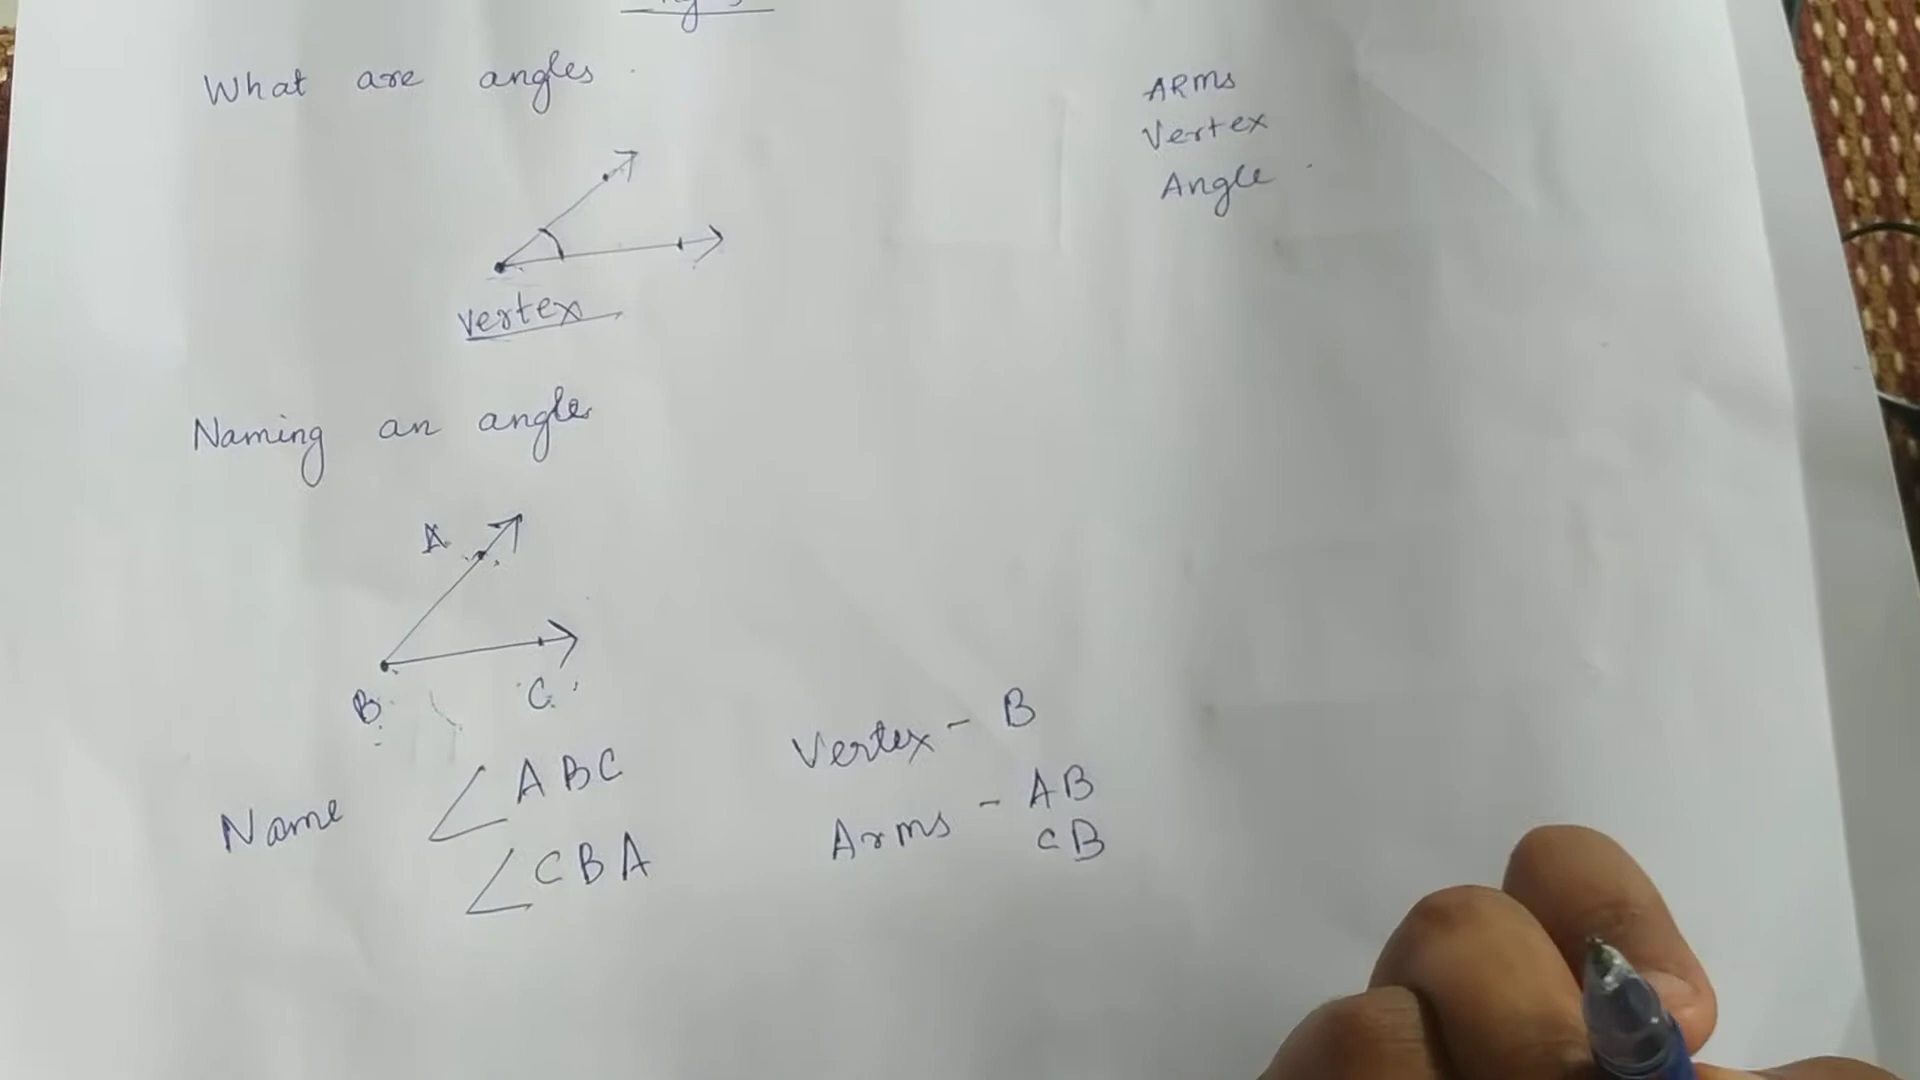 What are angles.
ARMS
Vertex
Angle.
Vertex
Naming an angle
A
B
C
Name ∠ABC
∠CBA
Vertex - B
Arms - AB
CB